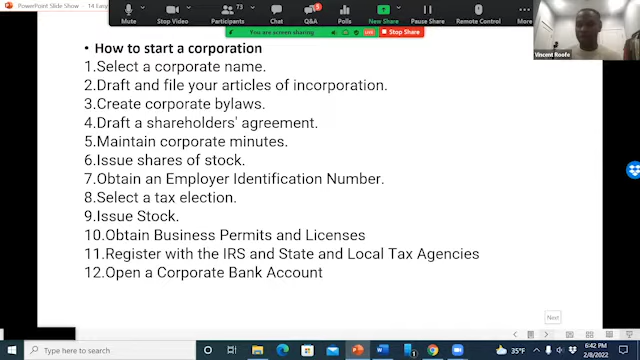 PowerPoint Slide Show
14 Easy
Mute
Stop Video
Participants
73
Chat
Q&A
Polls
New Share
Pause Share
Remote Control
More
You are screen sharing
LIVE
Stop Share
Vincent Roofe
• How to start a corporation
1.Select a corporate name.
2.Draft and file your articles of incorporation.
3.Create corporate bylaws.
4.Draft a shareholders' agreement.
5.Maintain corporate minutes.
6.Issue shares of stock.
7.Obtain an Employer Identification Number.
8.Select a tax election.
9.Issue Stock.
10.Obtain Business Permits and Licenses
11.Register with the IRS and State and Local Tax Agencies
12.Open a Corporate Bank Account
Next
Type here to search
35°F
6:42 PM
2/8/2022